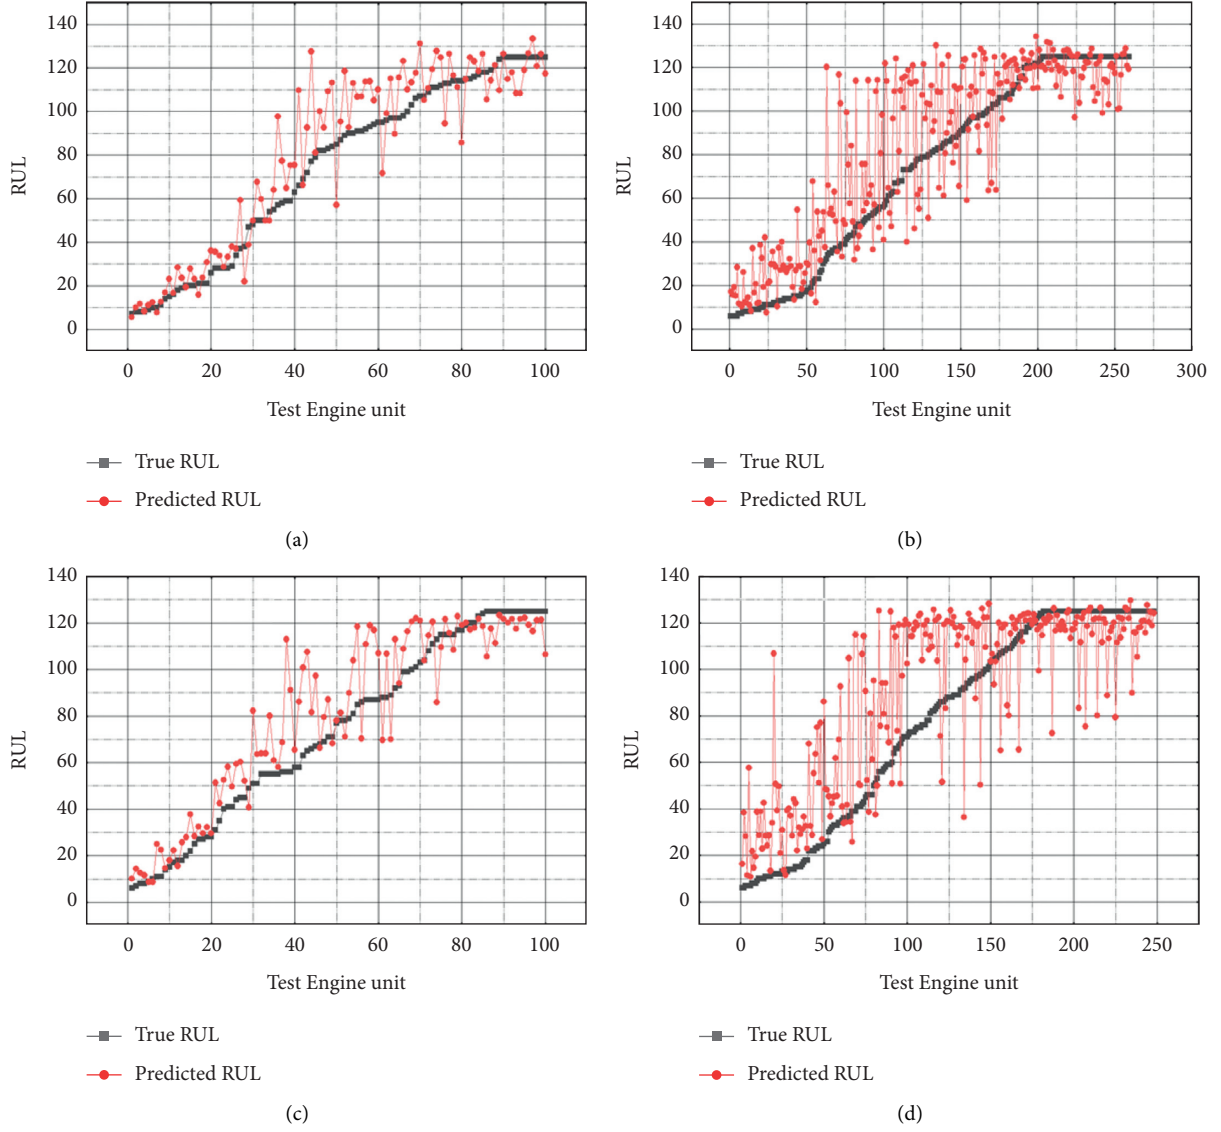 140
120
100
80
60
40
20
0
RUL
0 20 40 60 80 100
Test Engine unit
True RUL
Predicted RUL
(a)
140
120
100
80
60
40
20
0
RUL
0 50 100 150 200 250 300
Test Engine unit
True RUL
Predicted RUL
(b)
140
120
100
80
60
40
20
0
RUL
0 20 40 60 80 100
Test Engine unit
True RUL
Predicted RUL
(c)
140
120
100
80
60
40
20
0
RUL
0 50 100 150 200 250
Test Engine unit
True RUL
Predicted RUL
(d)